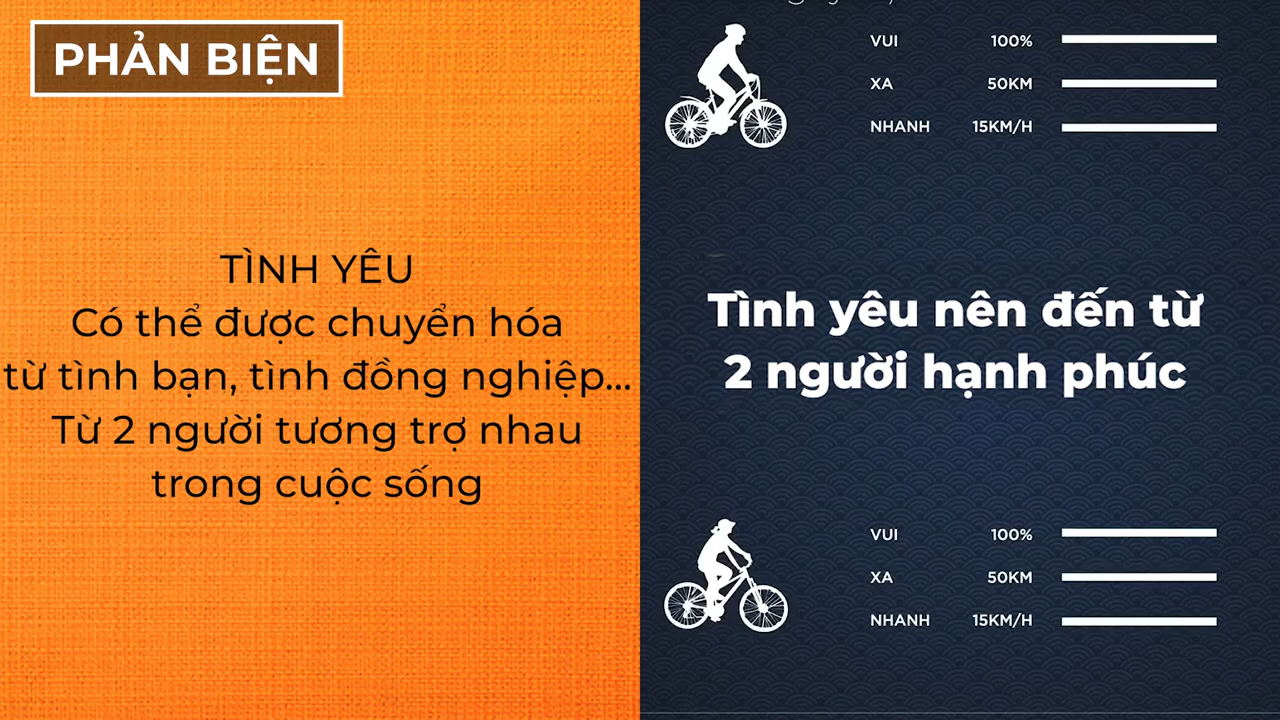 PHẢN BIỆN
TÌNH YÊU
Có thể được chuyển hóa
từ tình bạn, tình đồng nghiệp...
Từ 2 người tương trợ nhau
trong cuộc sống
VUI 100%
XA 50KM
NHANH 15KM/H
Tình yêu nên đến từ
2 người hạnh phúc
VUI 100%
XA 50KM
NHANH 15KM/H